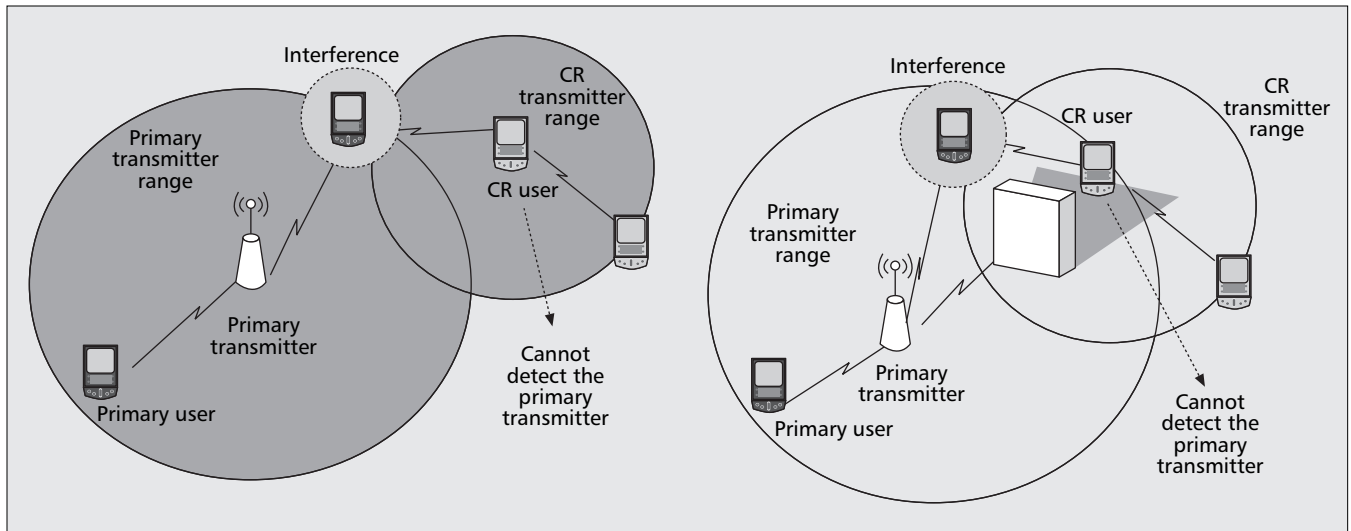 Interference
CR
transmitter
range
Primary
transmitter
range
CR user
Primary
transmitter
Cannot
detect the
primary
transmitter
Primary user
Interference
CR
transmitter
range
CR user
Primary
transmitter
range
Primary
transmitter
Cannot
detect the
primary
transmitter
Primary user